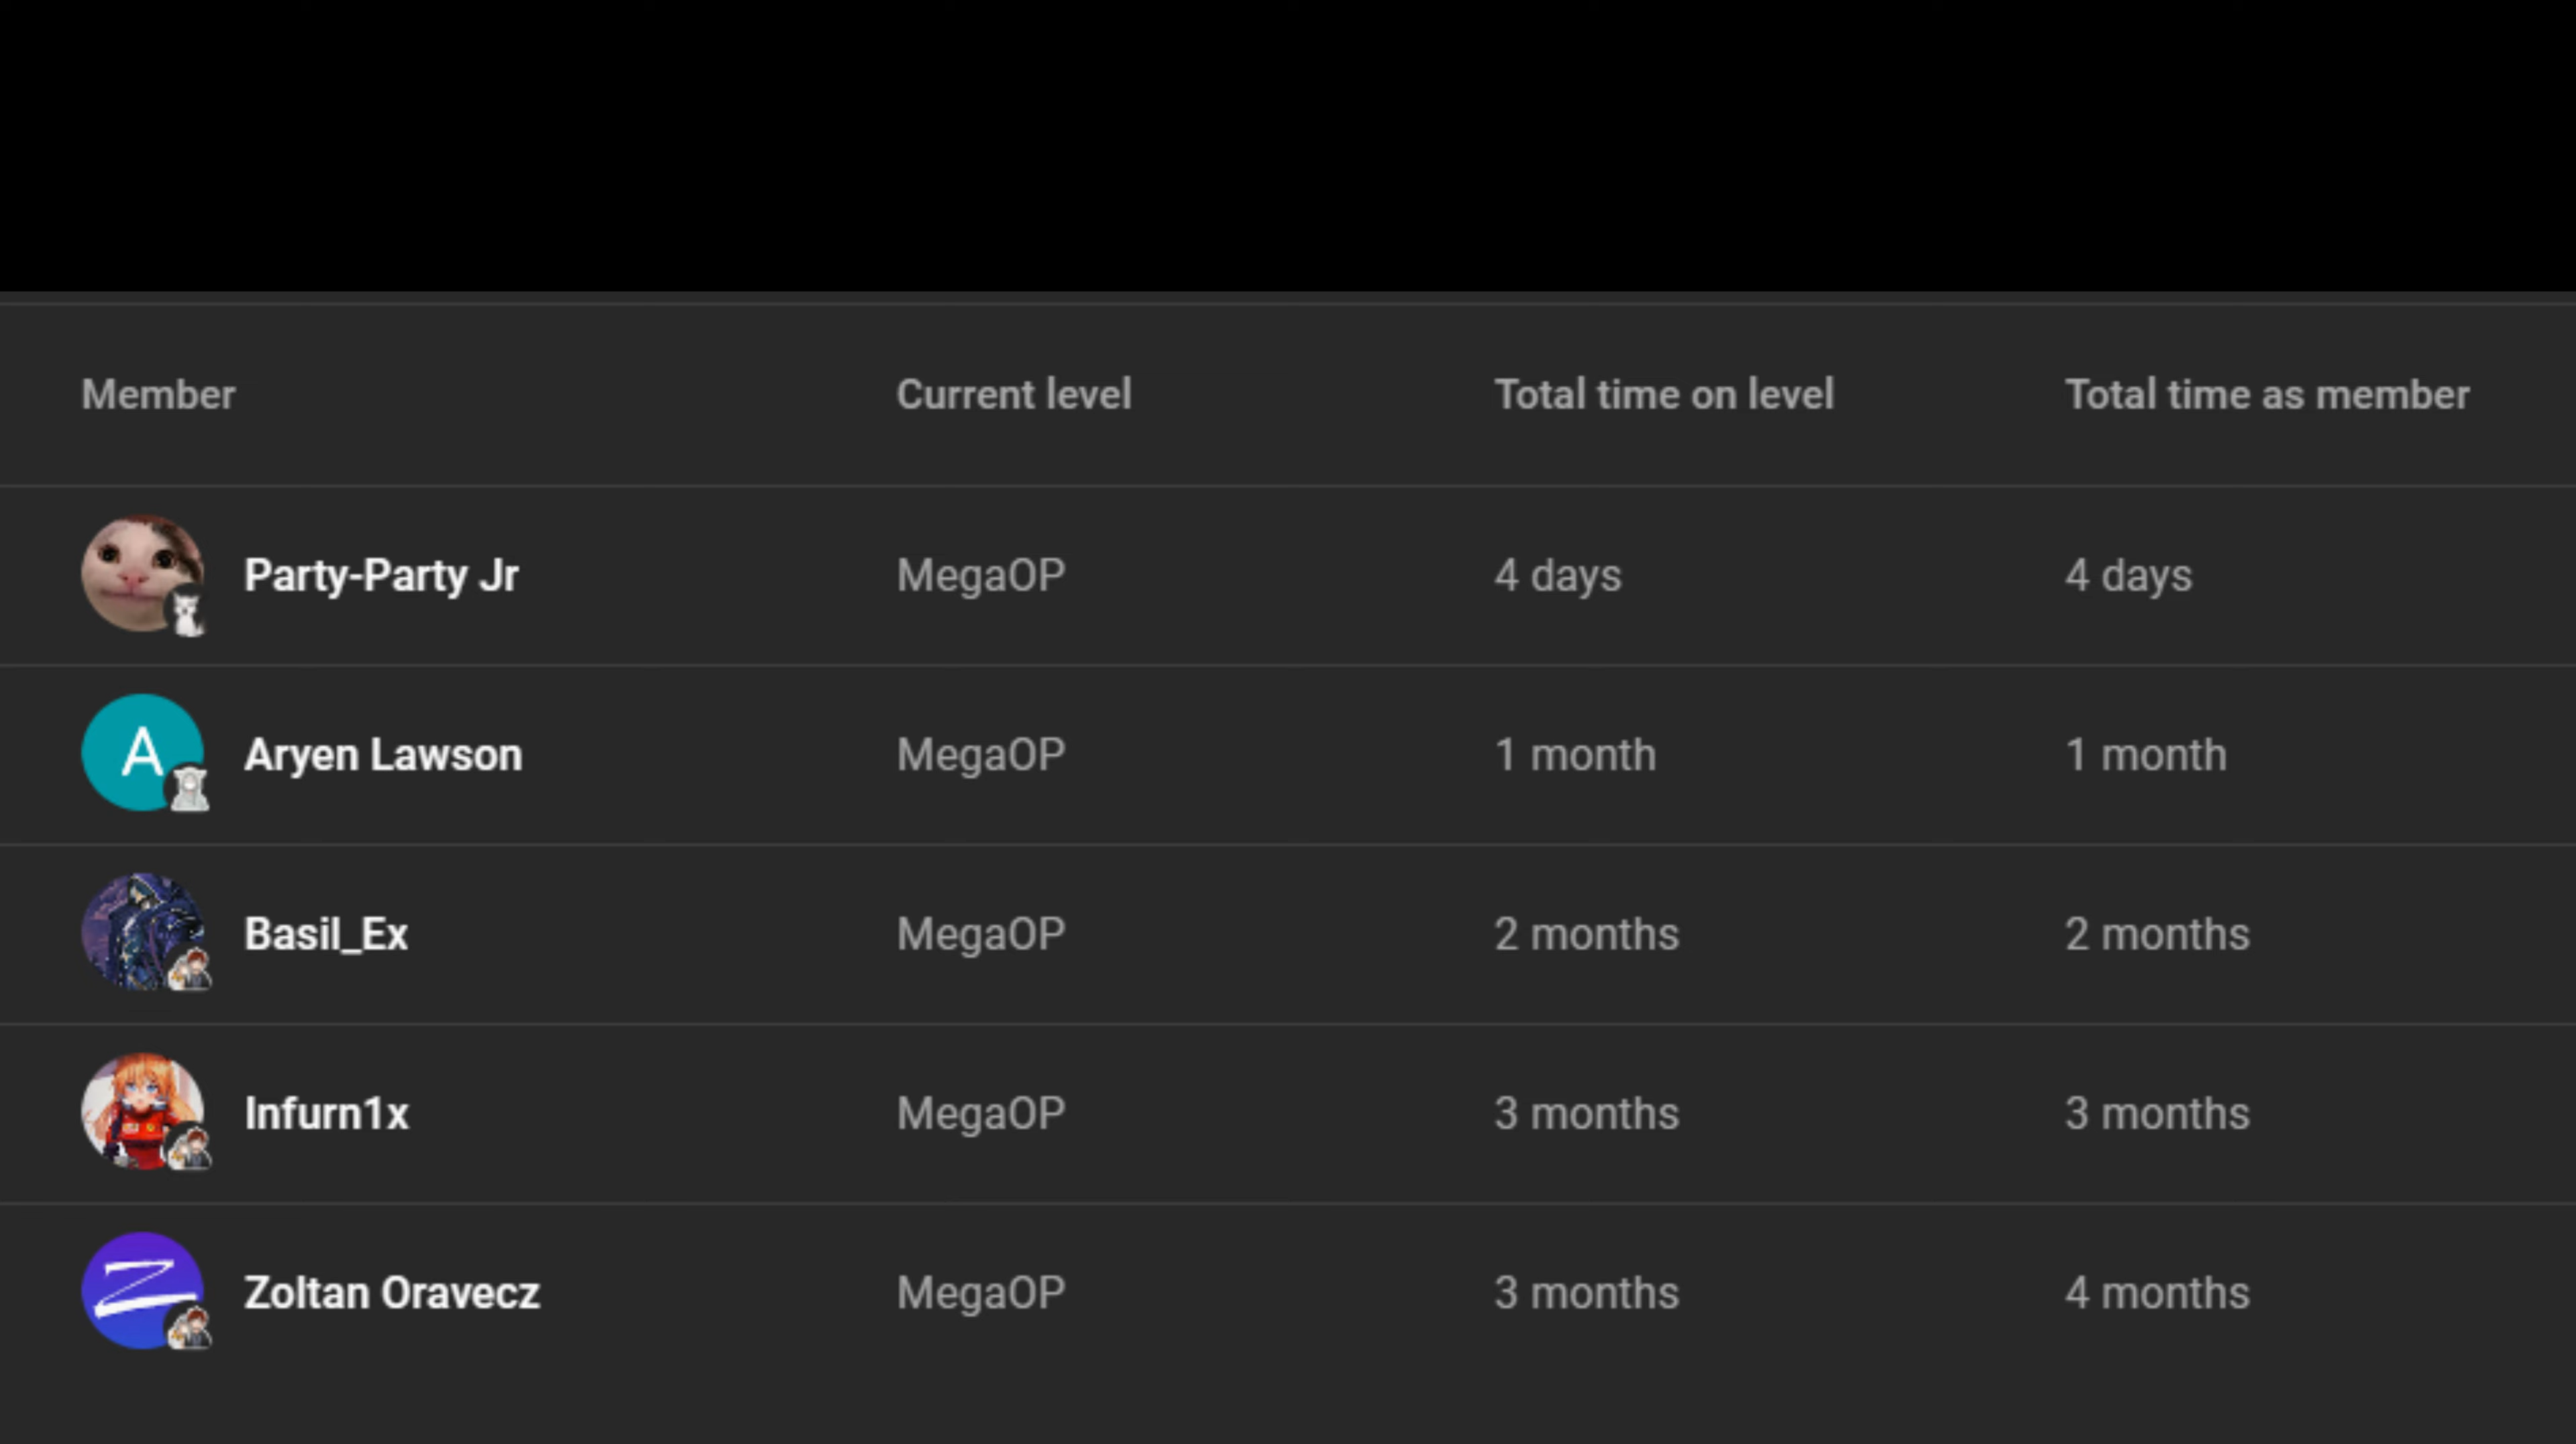 Member Current level Total time on level Total time as member
Party-Party Jr MegaOP 4 days 4 days
A Aryen Lawson MegaOP 1 month 1 month
Basil_Ex MegaOP 2 months 2 months
Infurn1x MegaOP 3 months 3 months
Z Zoltan Oravecz MegaOP 3 months 4 months